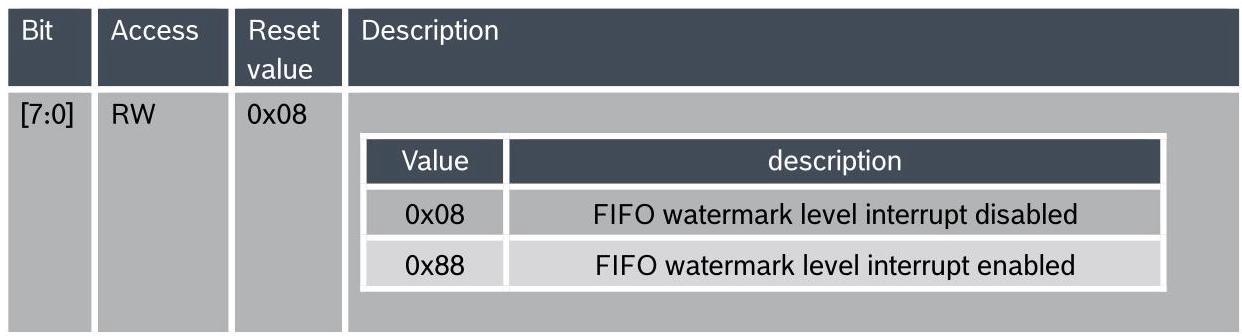 Bit Access Reset value Description
[7:0] RW 0x08
Value description
0x08 FIFO watermark level interrupt disabled
0x88 FIFO watermark level interrupt enabled